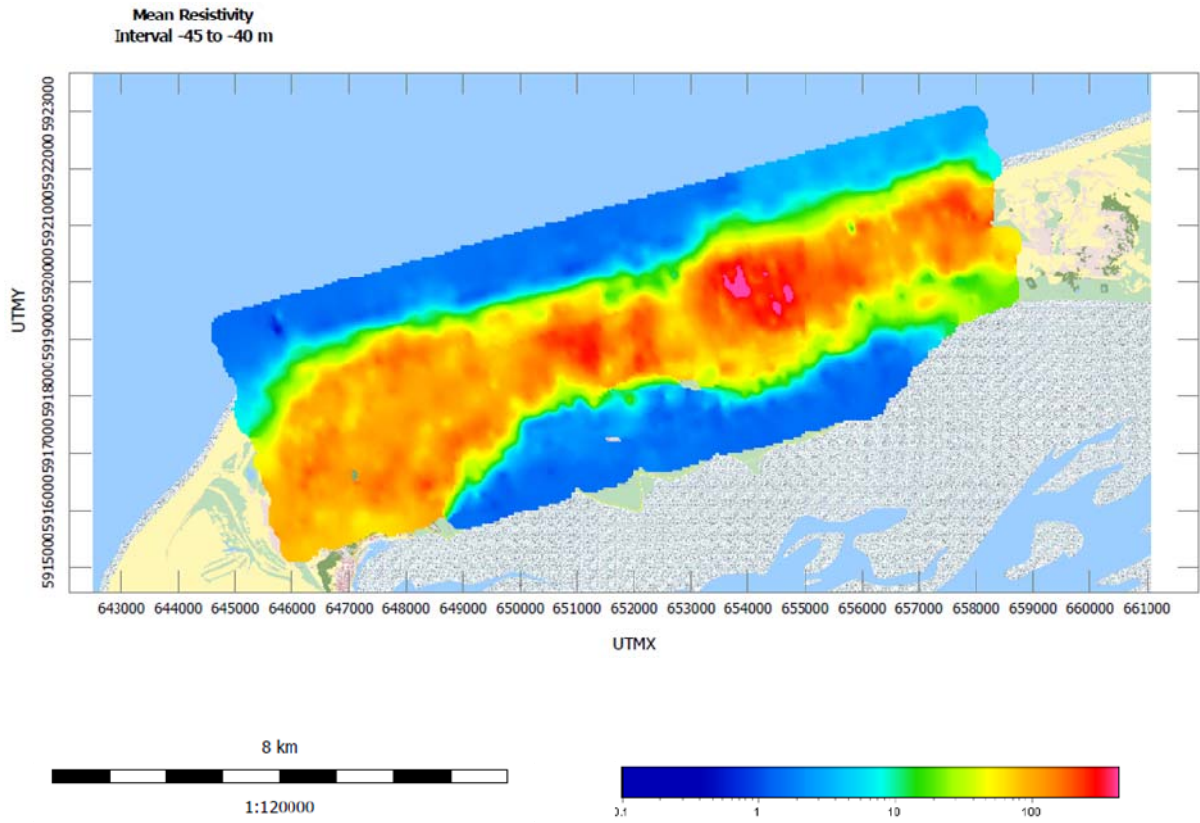 Mean Resistivity
Interval -45 to -40 m
UTMY
5915000 5916000 5917000 5918000 5919000 5920000 5921000 5922000 5923000
643000 644000 645000 646000 647000 648000 649000 650000 651000 652000 653000 654000 655000 656000 657000 658000 659000 660000 661000
UTMX
8 km
1:120000
0.1 1 10 100